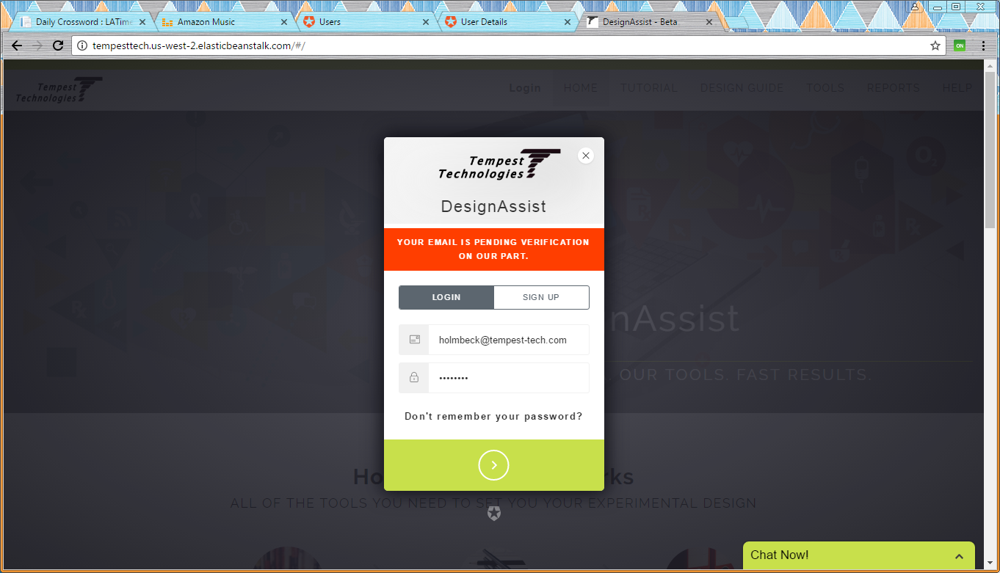 Daily Crossword : LATime
Amazon Music
Users
User Details
DesignAssist - Beta
tempesttech.us-west-2.elasticbeanstalk.com/#/
ON
Tempest
Technologies
Login
HOME
TUTORIAL
DESIGN GUIDE
TOOLS
REPORTS
HELP
Tempest
Technologies
DesignAssist
YOUR EMAIL IS PENDING VERIFICATION
ON OUR PART.
LOGIN
SIGN UP
holmbeck@tempest-tech.com
••••••••
Don't remember your password?
nAssist
OUR TOOLS. FAST RESULTS.
Ho
rks
ALL OF THE TOOLS YOU NEED TO SET YOU YOUR EXPERIMENTAL DESIGN
Chat Now!